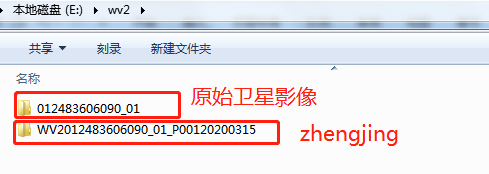 本地磁盘 (E:) ▸ wv2 ▸
共享 ▼ 刻录 新建文件夹
名称
012483606090_01 原始卫星影像
WV2012483606090_01_P00120200315 zhengjing